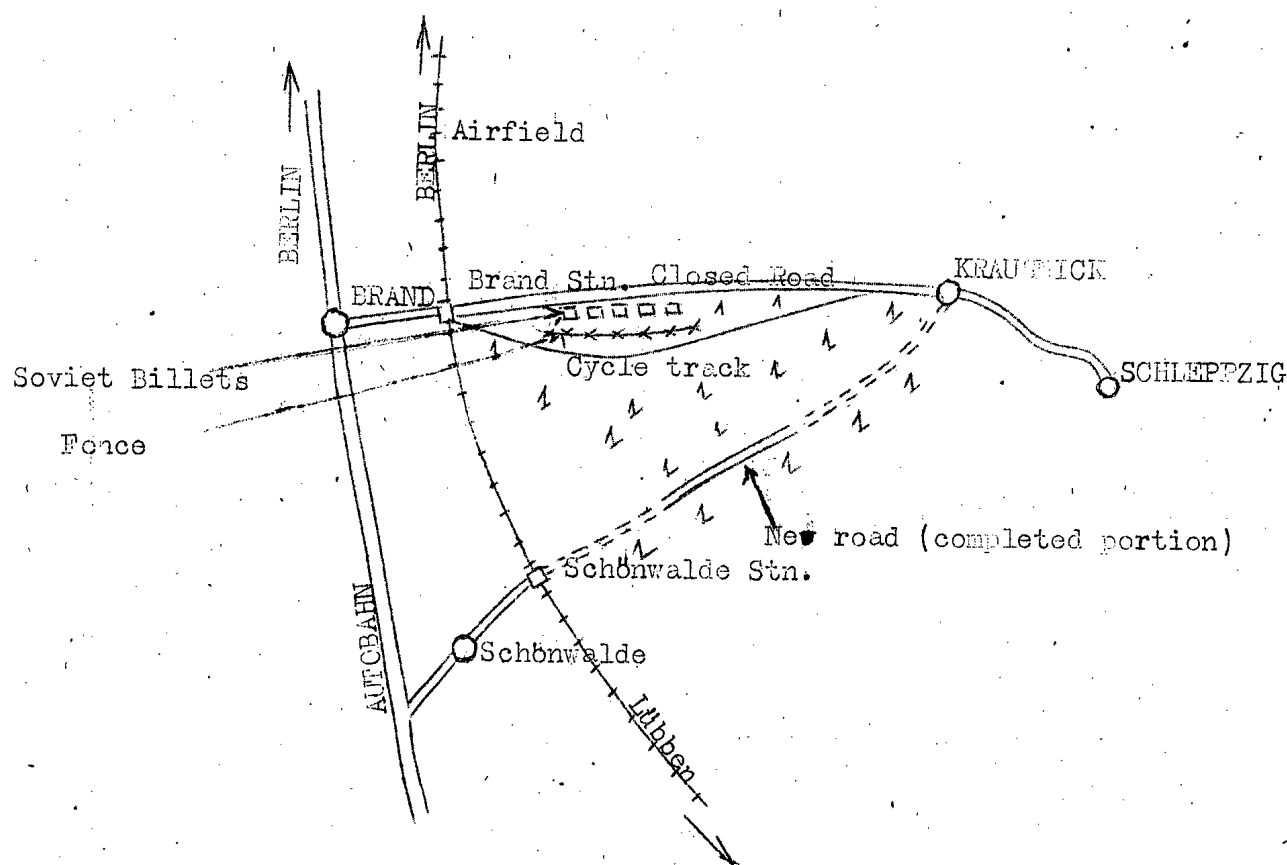 BERLIN
BERLIN
Airfield
BRAND
Brand Stn. Closed Road
KRAUTNICK
Soviet Billets
Cycle track
SCHLEPPZIG
Fence
New road (completed portion)
Schönwalde Stn.
AUTOBAHN
Schönwalde
Lübben